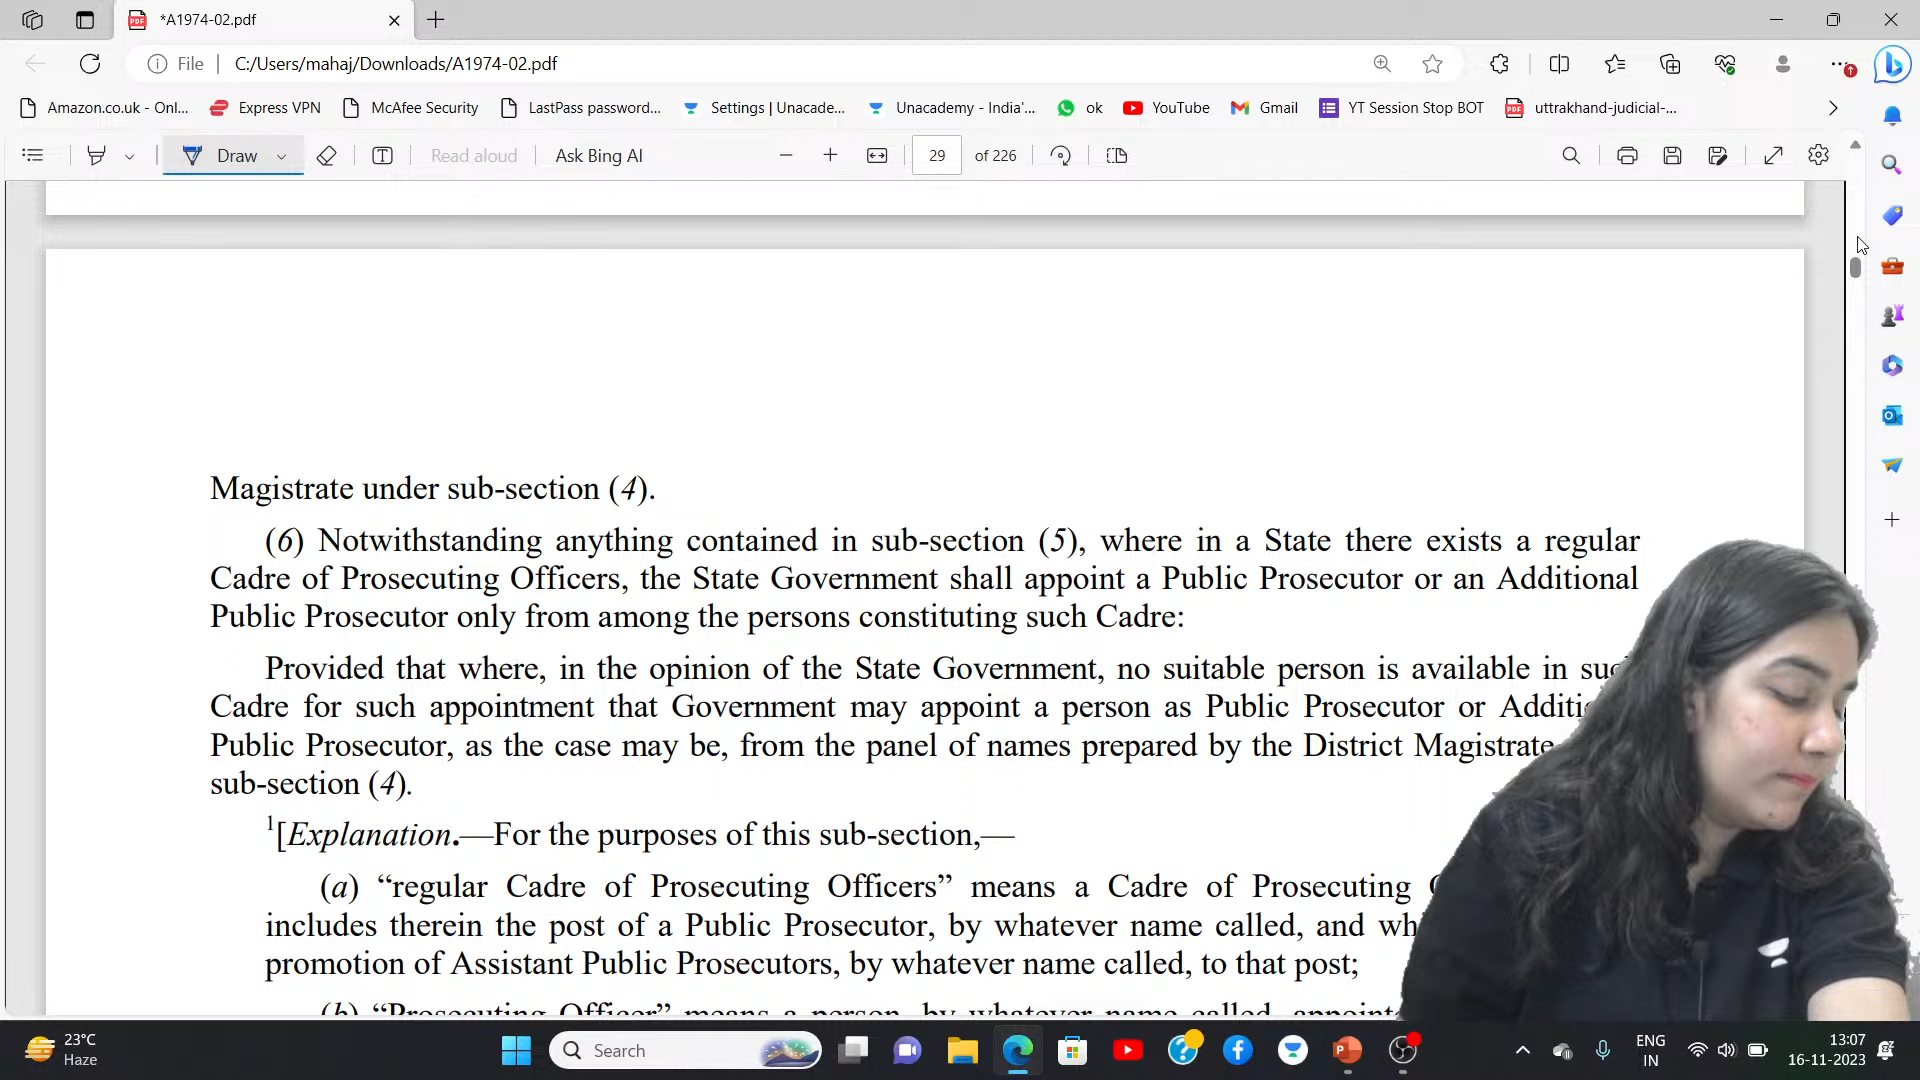 *A1974-02.pdf
File
C:/Users/mahaj/Downloads/A1974-02.pdf
Amazon.co.uk - Onl...
Express VPN
McAfee Security
LastPass password...
Settings | Unacade...
Unacademy - India'...
ok
YouTube
Gmail
YT Session Stop BOT
uttrakhand-judicial-...
Draw
Read aloud
Ask Bing AI
29 of 226
Magistrate under sub-section (4).
(6) Notwithstanding anything contained in sub-section (5), where in a State there exists a regular
Cadre of Prosecuting Officers, the State Government shall appoint a Public Prosecutor or an Additional
Public Prosecutor only from among the persons constituting such Cadre:
Provided that where, in the opinion of the State Government, no suitable person is available in
Cadre for such appointment that Government may appoint a person as Public Prosecutor or
Public Prosecutor, as the case may be, from the panel of names prepared by the District Magistrate
sub-section (4).
1[Explanation.—For the purposes of this sub-section,—
(a) “regular Cadre of Prosecuting Officers” means a Cadre of Prosecuting
includes therein the post of a Public Prosecutor, by whatever name called, and
promotion of Assistant Public Prosecutors, by whatever name called, to that post;
(b) “Prosecuting Officer” means a person, by whatever name called,
23°C
Haze
Search
ENG
IN
13:07
16-11-2023